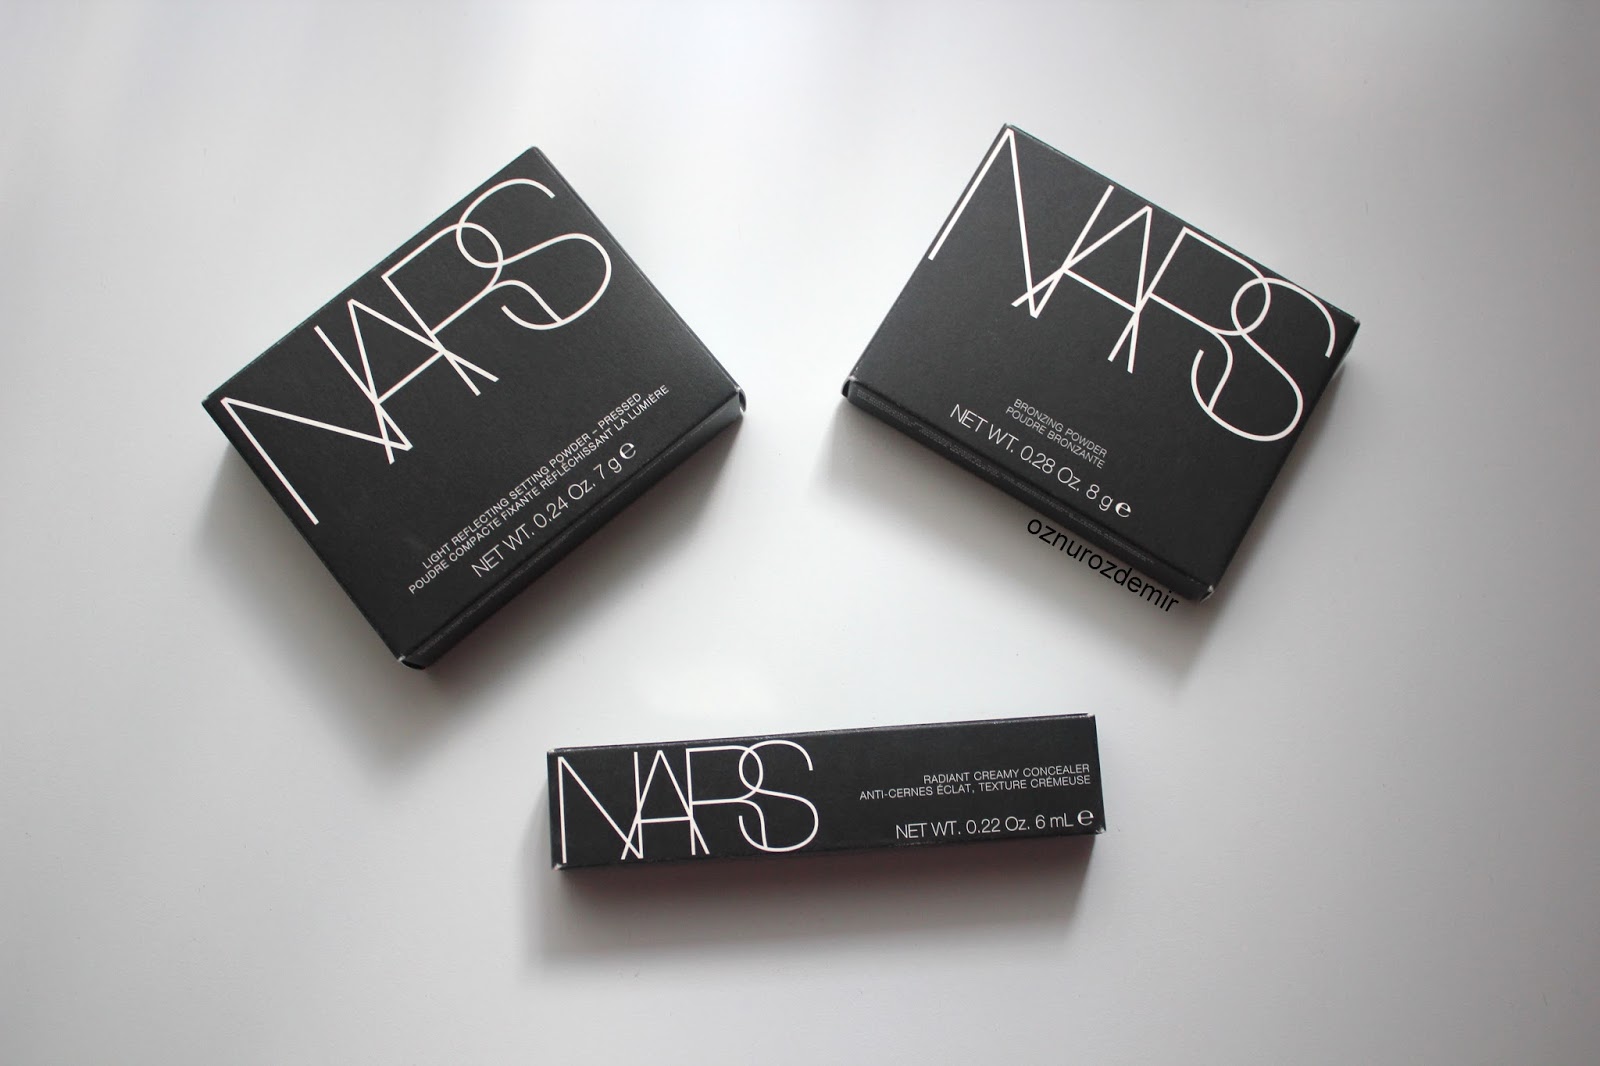 NARS
LIGHT REFLECTING SETTING POWDER – PRESSED
POUDRE COMPACTE FIXANTE RÉFLÉCHISSANT LA LUMIÈRE
NET WT. 0.24 Oz. 7 g ℮
NARS
BRONZING POWDER
POUDRE BRONZANTE
NET WT. 0.28 Oz. 8 g ℮
oznurozdemir
NARS
RADIANT CREAMY CONCEALER
ANTI-CERNES ÉCLAT, TEXTURE CRÉMEUSE
NET WT. 0.22 Oz. 6 mL ℮